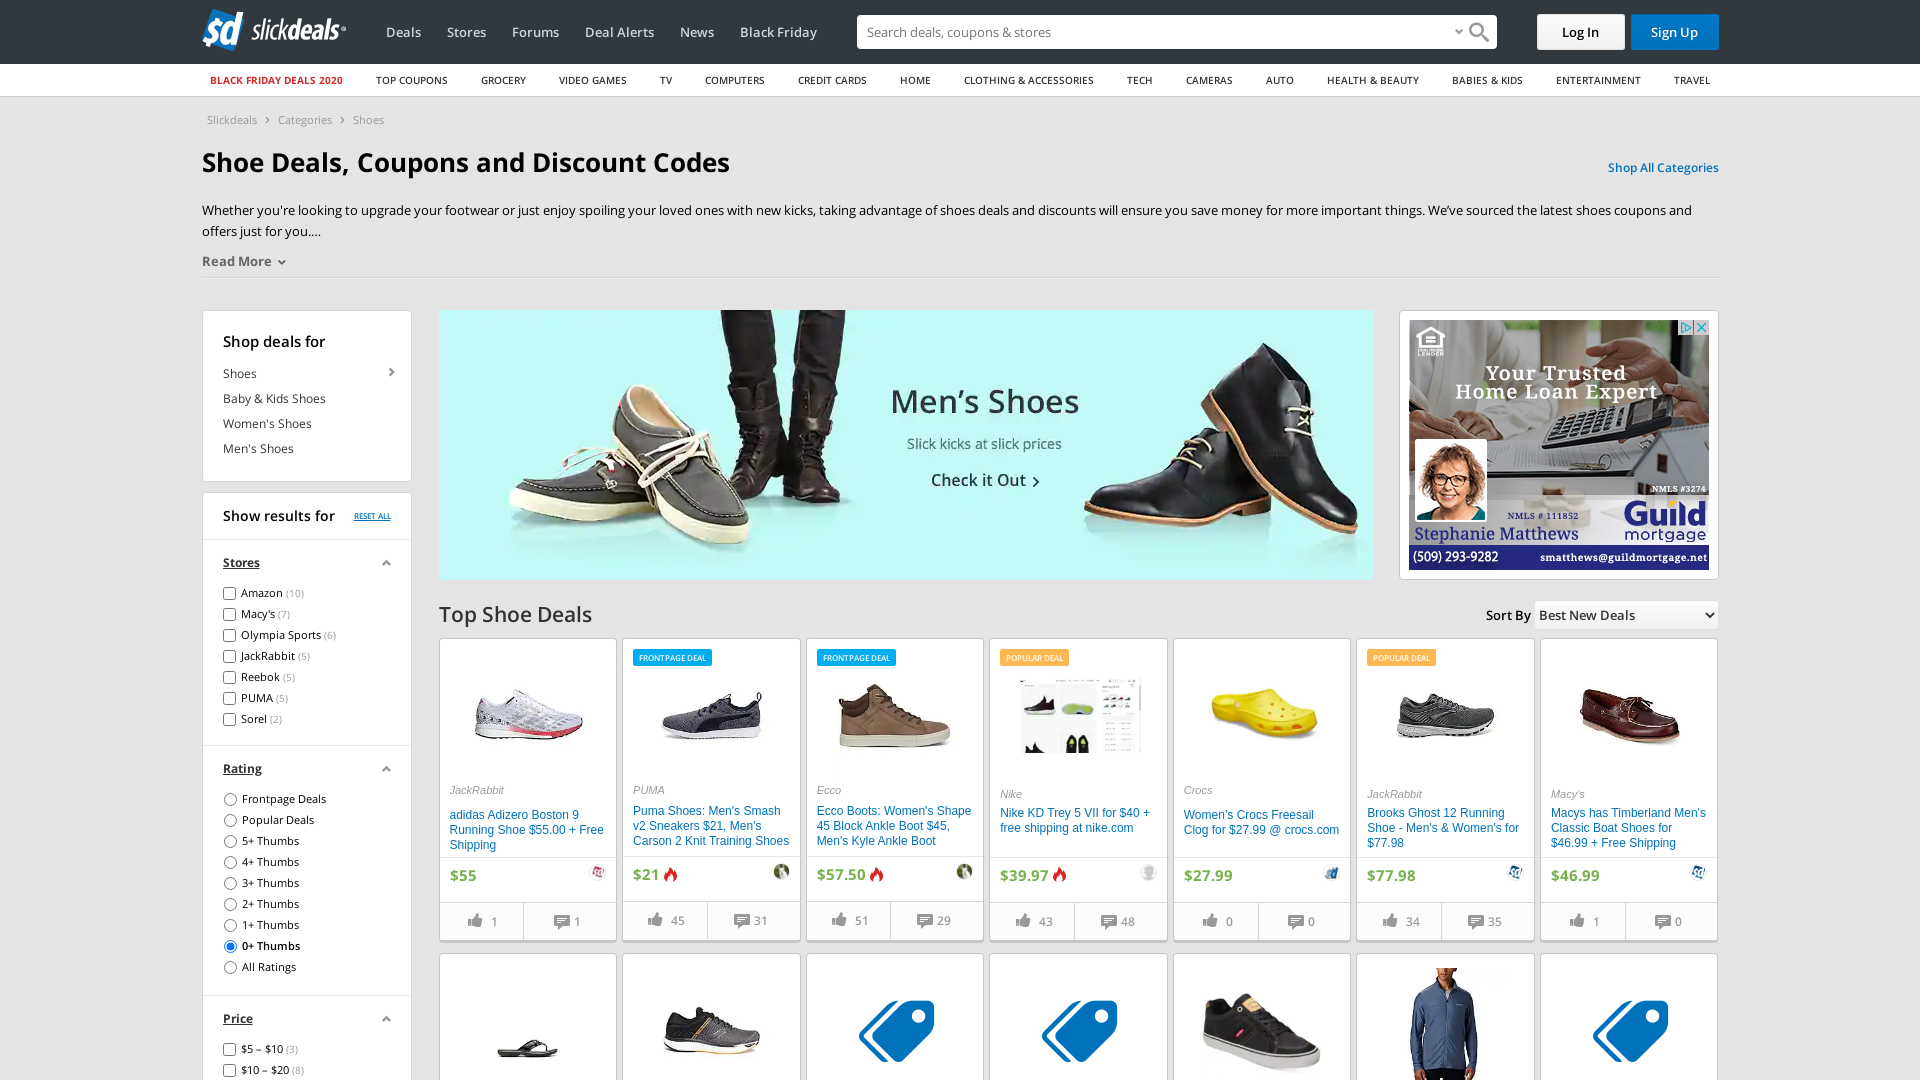 slickdeals
Deals
Stores
Forums
Deal Alerts
News
Black Friday
Search deals, coupons & stores
Log In
Sign Up
BLACK FRIDAY DEALS 2020
TOP COUPONS
GROCERY
VIDEO GAMES
TV
COMPUTERS
CREDIT CARDS
HOME
CLOTHING & ACCESSORIES
TECH
CAMERAS
AUTO
HEALTH & BEAUTY
BABIES & KIDS
ENTERTAINMENT
TRAVEL
Slickdeals > Categories > Shoes
Shoe Deals, Coupons and Discount Codes
Shop All Categories
Whether you're looking to upgrade your footwear or just enjoy spoiling your loved ones with new kicks, taking advantage of shoes deals and discounts will ensure you save money for more important things. We’ve sourced the latest shoes coupons and
offers just for you.…
Read More
Shop deals for
Shoes
Baby & Kids Shoes
Women's Shoes
Men's Shoes
Show results for
RESET ALL
Stores
Amazon (10)
Macy's (7)
Olympia Sports (6)
JackRabbit (5)
Reebok (5)
PUMA (5)
Sorel (2)
Rating
Frontpage Deals
Popular Deals
5+ Thumbs
4+ Thumbs
3+ Thumbs
2+ Thumbs
1+ Thumbs
0+ Thumbs
All Ratings
Price
$5 – $10 (3)
$10 – $20 (8)
Men’s Shoes
Slick kicks at slick prices
Check it Out >
Your Trusted
Home Loan Expert
NMLS #3274
NMLS # 111852
Guild
mortgage
Stephanie Matthews
(509) 293-9282
smatthews@guildmortgage.net
Top Shoe Deals
Sort By
Best New Deals
JackRabbit
adidas Adizero Boston 9
Running Shoe $55.00 + Free
Shipping
$55
1
1
FRONTPAGE DEAL
PUMA
Puma Shoes: Men's Smash
v2 Sneakers $21, Men's
Carson 2 Knit Training Shoes
$21
45
31
FRONTPAGE DEAL
Ecco
Ecco Boots: Women's Shape
45 Block Ankle Boot $45,
Men's Kyle Ankle Boot
$57.50
51
29
POPULAR DEAL
Nike
Nike KD Trey 5 VII for $40 +
free shipping at nike.com
$39.97
43
48
Crocs
Women’s Crocs Freesail
Clog for $27.99 @ crocs.com
$27.99
0
0
POPULAR DEAL
JackRabbit
Brooks Ghost 12 Running
Shoe - Men's & Women's for
$77.98
$77.98
34
35
Macy's
Macys has Timberland Men's
Classic Boat Shoes for
$46.99 + Free Shipping
$46.99
1
0